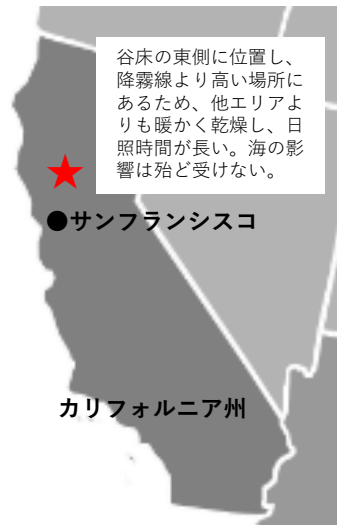 谷床の東側に位置し、
降霧線より高い場所に
あるため、他エリアよ
りも暖かく乾燥し、日
照時間が長い。海の影
響は殆ど受けない。
●サンフランシスコ
カリフォルニア州